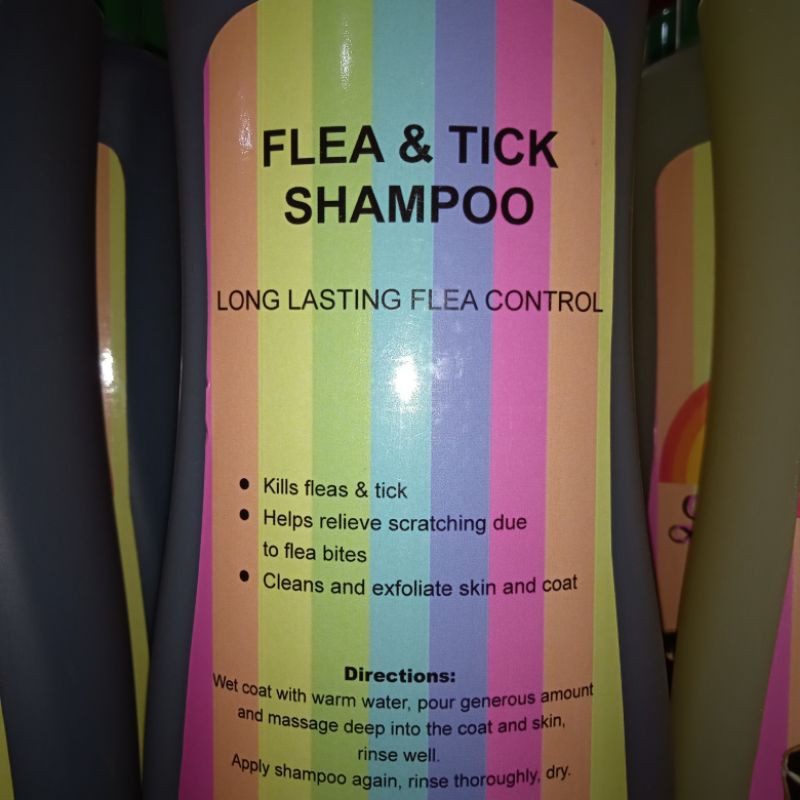 FLEA & TICK
SHAMPOO
LONG LASTING FLEA CONTROL
• Kills fleas & tick
• Helps relieve scratching due
to flea bites
• Cleans and exfoliate skin and coat
Directions:
Wet coat with warm water, pour generous amount
and massage deep into the coat and skin,
rinse well.
Apply shampoo again, rinse thoroughly, dry.